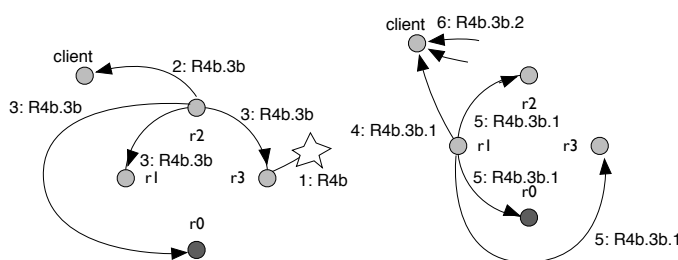 client
2: R4b.3b
3: R4b.3b
3: R4b.3b
r2
3: R4b.3b
r1
r3
1: R4b
r0
client
6: R4b.3b.2
r2
4: R4b.3b.1
5: R4b.3b.1
r1
r3
5: R4b.3b.1
r0
5: R4b.3b.1